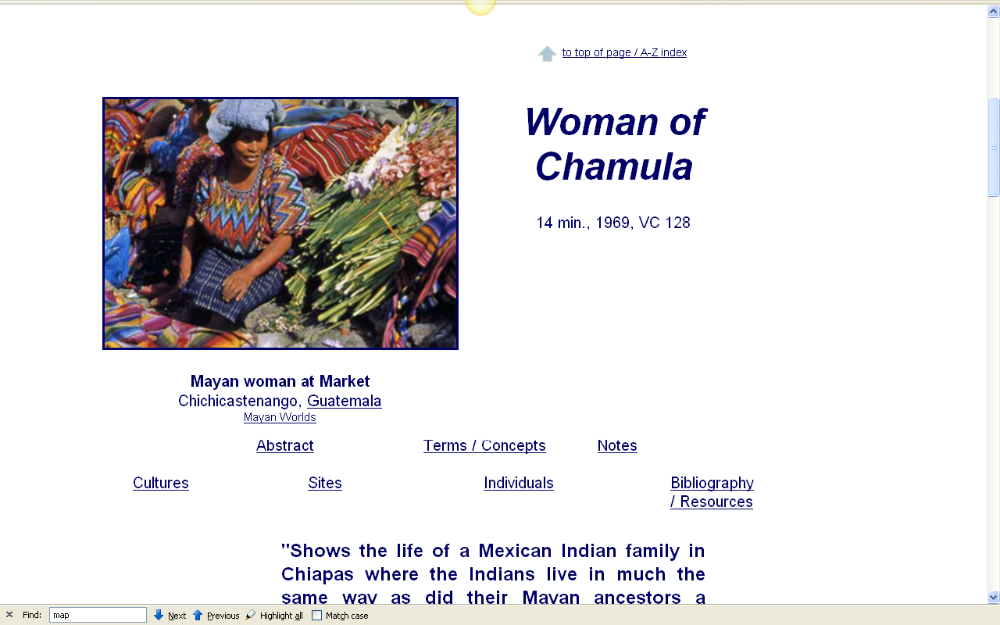 to top of page / A-Z index
Woman of
Chamula
14 min., 1969, VC 128
Mayan woman at Market
Chichicastenango, Guatemala
Mayan Worlds
Abstract Terms / Concepts Notes
Cultures Sites Individuals Bibliography
/ Resources
"Shows the life of a Mexican Indian family in
Chiapas where the Indians live in much the
same way as did their Mayan ancestors a
Find: map Next Previous Highlight all Match case